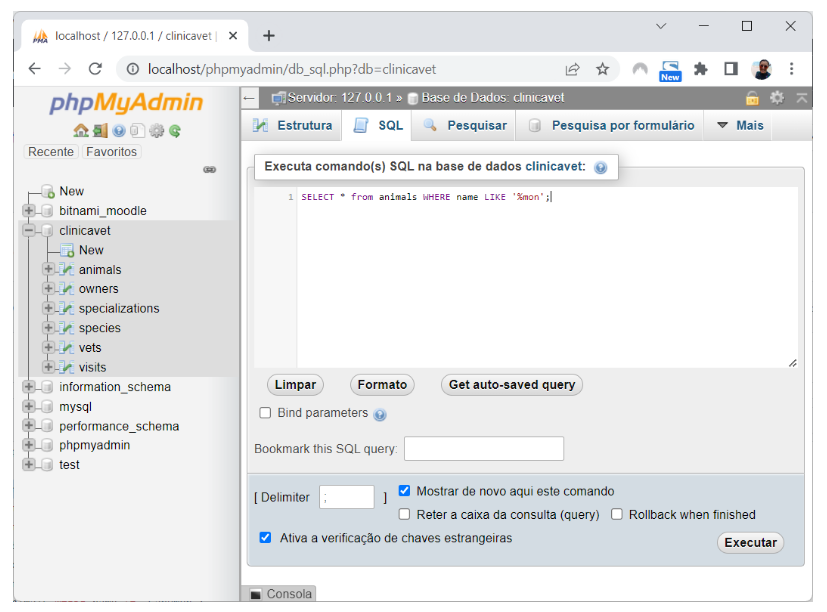 localhost / 127.0.0.1 / clinicavet |
localhost/phpmyadmin/db_sql.php?db=clinicavet
New
phpMyAdmin
Recente Favoritos
New
bitnami_moodle
clinicavet
New
animals
owners
specializations
species
vets
visits
information_schema
mysql
performance_schema
phpmyadmin
test
Servidor: 127.0.0.1 » Base de Dados: clinicavet
Estrutura SQL Pesquisar Pesquisa por formulário Mais
Executa comando(s) SQL na base de dados clinicavet:
1 SELECT * from animals WHERE name LIKE '%mon';
Limpar Formato Get auto-saved query
Bind parameters
Bookmark this SQL query:
[ Delimiter ; ] Mostrar de novo aqui este comando
Reter a caixa da consulta (query) Rollback when finished
Ativa a verificação de chaves estrangeiras
Executar
Consola